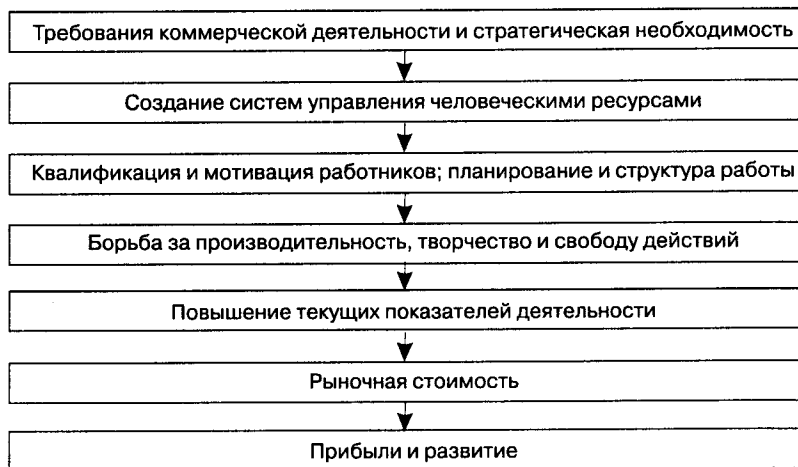 Требования коммерческой деятельности и стратегическая необходимость
Создание систем управления человеческими ресурсами
Квалификация и мотивация работников; планирование и структура работы
Борьба за производительность, творчество и свободу действий
Повышение текущих показателей деятельности
Рыночная стоимость
Прибыли и развитие